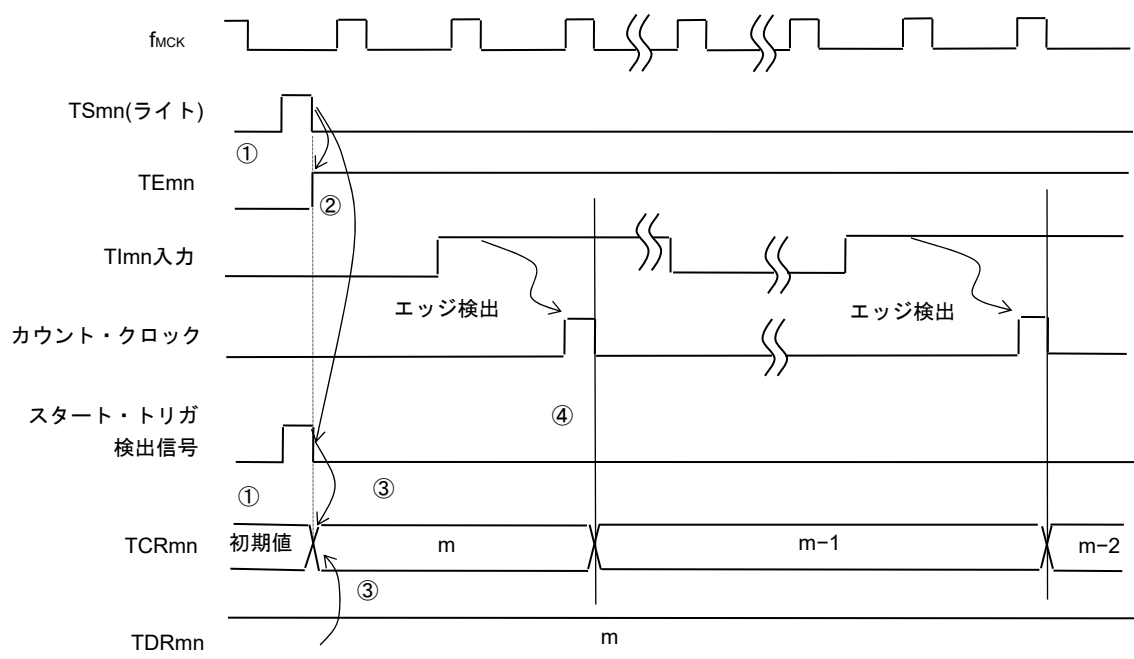 fMCK
TSmn(ライト)
①
TEmn
②
TImn入力
エッジ検出
エッジ検出
カウント・クロック
スタート・トリガ
検出信号
④
①
③
TCRmn
初期値
m
m−1
m−2
③
TDRmn
m